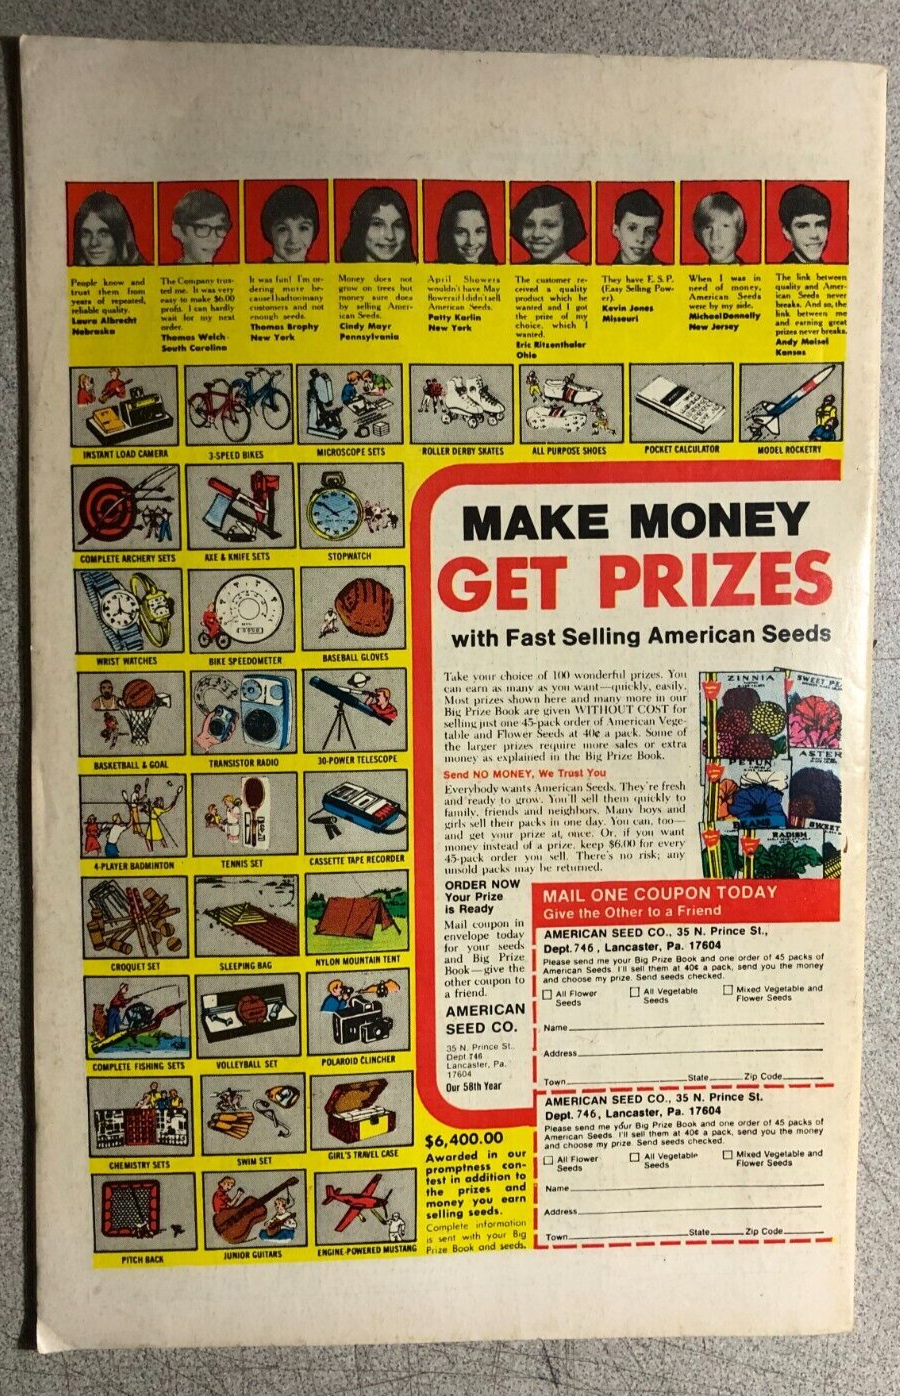 People know and
trust them from
years of repeated,
reliable quality.
Laura Albrecht
Nebraska
The Company trus-
ted me. It was very
easy to make $6.00
profit. I can hardly
wait for my next
order.
Thomas Welch
South Carolina
It was fun! I'm or-
dering more be-
cause I had too many
customers and not
enough seeds.
Thomas Brophy
New York
Money does not
grow on trees but
money sure does
by selling Amer-
ican Seeds.
Cindy Mayr
Pennsylvania
April Showers
wouldn't have May
flowers if I didn't sell
American Seeds.
Patty Karlin
New York
The customer re-
ceived a quality
product which he
wanted and I got
the prize of my
choice, which I
wanted.
Eric Ritzenthaler
Ohio
They have E.S.P.
(Easy Selling Pow-
er).
Kevin Jones
Missouri
When I was in
need of money,
American Seeds
were by my side.
Michael Donnelly
New Jersey
The link between
quality and Amer-
ican Seeds never
breaks. And so, the
link between me
and earning great
prizes never breaks.
Andy Meisel
Kansas
INSTANT LOAD CAMERA
3-SPEED BIKES
MICROSCOPE SETS
ROLLER DERBY SKATES
ALL PURPOSE SHOES
POCKET CALCULATOR
MODEL ROCKETRY
COMPLETE ARCHERY SETS
AXE & KNIFE SETS
STOPWATCH
WRIST WATCHES
BIKE SPEEDOMETER
BASEBALL GLOVES
BASKETBALL & GOAL
TRANSISTOR RADIO
30-POWER TELESCOPE
4-PLAYER BADMINTON
TENNIS SET
CASSETTE TAPE RECORDER
CROQUET SET
SLEEPING BAG
NYLON MOUNTAIN TENT
COMPLETE FISHING SETS
VOLLEYBALL SET
POLAROID CLINCHER
CHEMISTRY SETS
SWIM SET
GIRL'S TRAVEL CASE
PITCH BACK
JUNIOR GUITARS
ENGINE-POWERED MUSTANG
MAKE MONEY
GET PRIZES
with Fast Selling American Seeds
Take your choice of 100 wonderful prizes. You
can earn as many as you want—quickly, easily.
Most prizes shown here and many more in our
Big Prize Book are given WITHOUT COST for
selling just one 45-pack order of American Vege-
table and Flower Seeds at 40¢ a pack. Some of
the larger prizes require more sales or extra
money as explained in the Big Prize Book.
Send NO MONEY, We Trust You
Everybody wants American Seeds. They're fresh
and ready to grow. You'll sell them quickly to
family, friends and neighbors. Many boys and
girls sell their packs in one day. You can, too—
and get your prize at once. Or, if you want
money instead of a prize, keep $6.00 for every
45-pack order you sell. There's no risk; any
unsold packs may be returned.
ZINNIA
SWEET PE
ASTER
PETUN
BEANS
SWEET
RADISH
ORDER NOW
Your Prize
is Ready
Mail coupon in
envelope today
for your seeds
and Big Prize
Book—give the
other coupon to
a friend.
AMERICAN
SEED CO.
35 N. Prince St.,
Dept 746
Lancaster, Pa.
17604
Our 58th Year
MAIL ONE COUPON TODAY
Give the Other to a Friend
AMERICAN SEED CO., 35 N. Prince St.,
Dept. 746, Lancaster, Pa. 17604
Please send me your Big Prize Book and one order of 45 packs of
American Seeds. I'll sell them at 40¢ a pack, send you the money
and choose my prize. Send seeds checked.
All Flower
Seeds
All Vegetable
Seeds
Mixed Vegetable and
Flower Seeds
Name
Address
Town State Zip Code
AMERICAN SEED CO., 35 N. Prince St.
Dept. 746, Lancaster, Pa. 17604
Please send me your Big Prize Book and one order of 45 packs of
American Seeds. I'll sell them at 40¢ a pack, send you the money
and choose my prize. Send seeds checked.
All Flower
Seeds
All Vegetable
Seeds
Mixed Vegetable and
Flower Seeds
Name
Address
Town State Zip Code
$6,400.00
Awarded in our
promptness con-
test in addition to
the prizes and
money you earn
selling seeds.
Complete information
is sent with your Big
Prize Book and seeds.